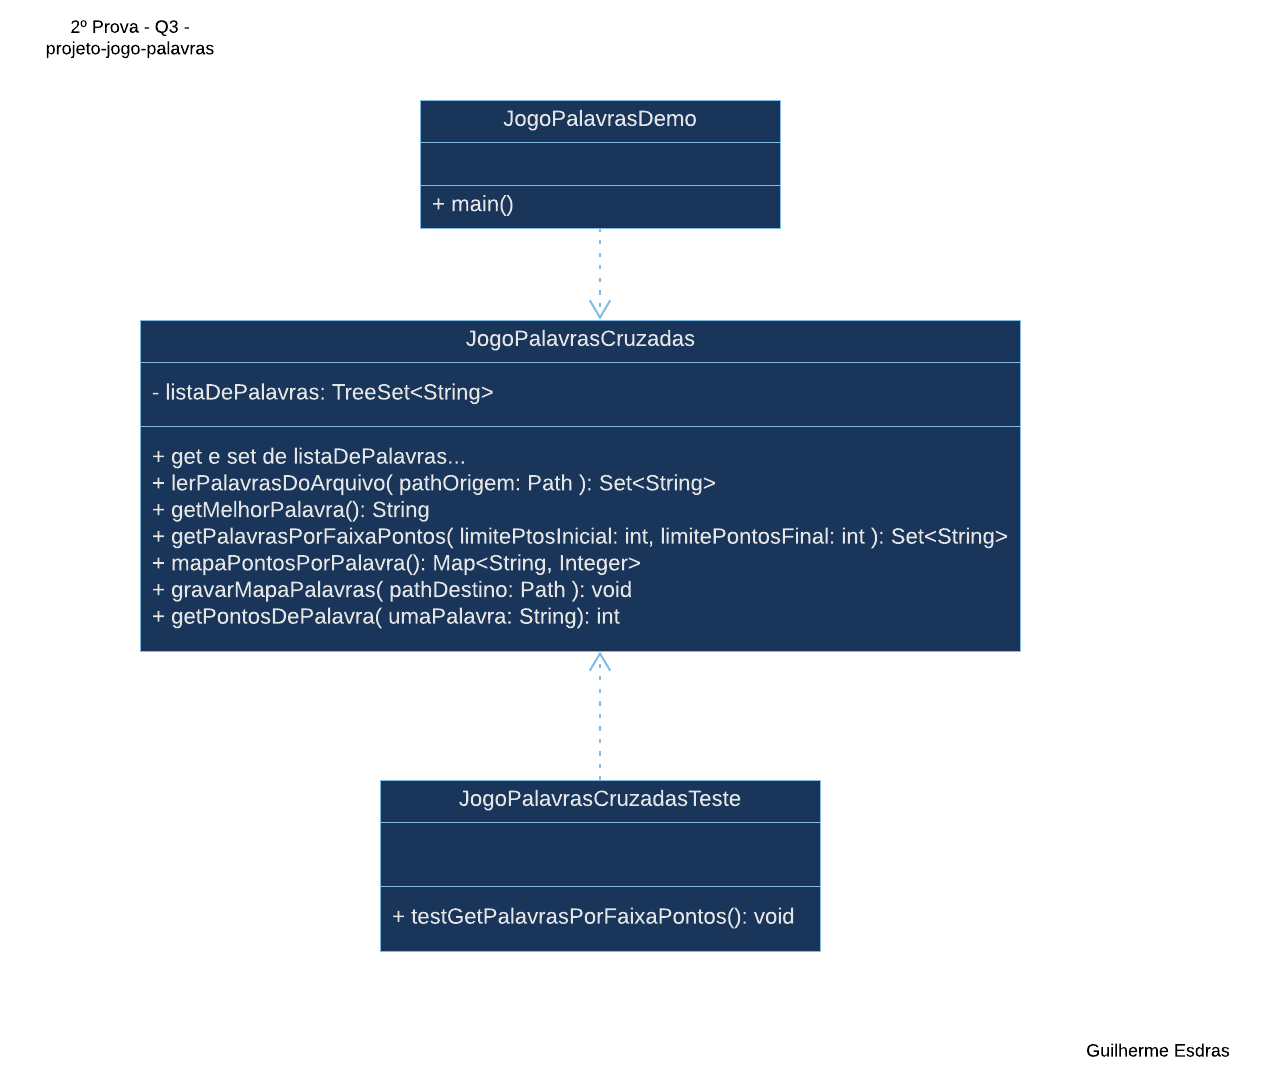 2º Prova - Q3 -
projeto-jogo-palavras
JogoPalavrasDemo
+ main()
JogoPalavrasCruzadas
- listaDePalavras: TreeSet<String>
+ get e set de listaDePalavras...
+ lerPalavrasDoArquivo( pathOrigem: Path ): Set<String>
+ getMelhorPalavra(): String
+ getPalavrasPorFaixaPontos( limitePtosInicial: int, limitePontosFinal: int ): Set<String>
+ mapaPontosPorPalavra(): Map<String, Integer>
+ gravarMapaPalavras( pathDestino: Path ): void
+ getPontosDePalavra( umaPalavra: String): int
JogoPalavrasCruzadasTeste
+ testGetPalavrasPorFaixaPontos(): void
Guilherme Esdras